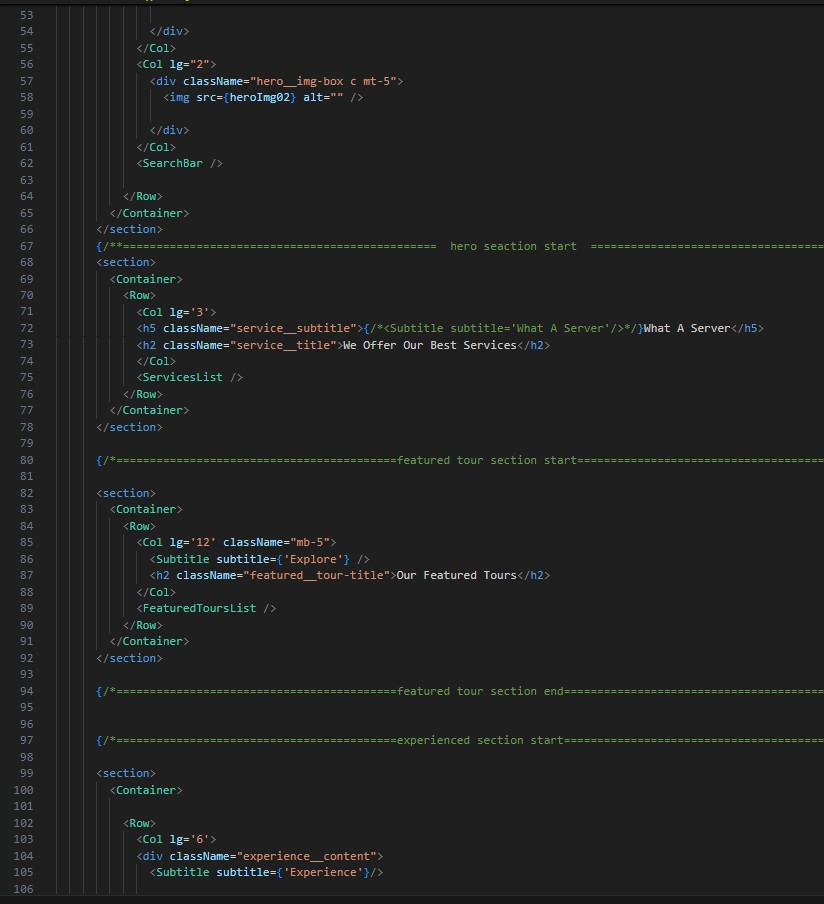 53
54 </div>
55 </Col>
56 <Col lg="2">
57 <div className="hero__img-box c mt-5">
58 <img src={heroImg02} alt="" />
59
60 </div>
61 </Col>
62 <SearchBar />
63
64 </Row>
65 </Container>
66 </section>
67 {/**=============================================== hero seaction start ===================================
68 <section>
69 <Container>
70 <Row>
71 <Col lg='3'>
72 <h5 className="service__subtitle">{/*<Subtitle subtitle='What A Server'/>*/}What A Server</h5>
73 <h2 className="service__title">We Offer Our Best Services</h2>
74 </Col>
75 <ServicesList />
76 </Row>
77 </Container>
78 </section>
79
80 {/*==========================================featured tour section start=====================================
81
82 <section>
83 <Container>
84 <Row>
85 <Col lg='12' className="mb-5">
86 <Subtitle subtitle={'Explore'} />
87 <h2 className="featured__tour-title">Our Featured Tours</h2>
88 </Col>
89 <FeaturedToursList />
90 </Row>
91 </Container>
92 </section>
93
94 {/*==========================================featured tour section end=======================================
95
96
97 {/*==========================================experienced section start=======================================
98
99 <section>
100 <Container>
101
102 <Row>
103 <Col lg='6'>
104 <div className="experience__content">
105 <Subtitle subtitle={'Experience'}/>
106